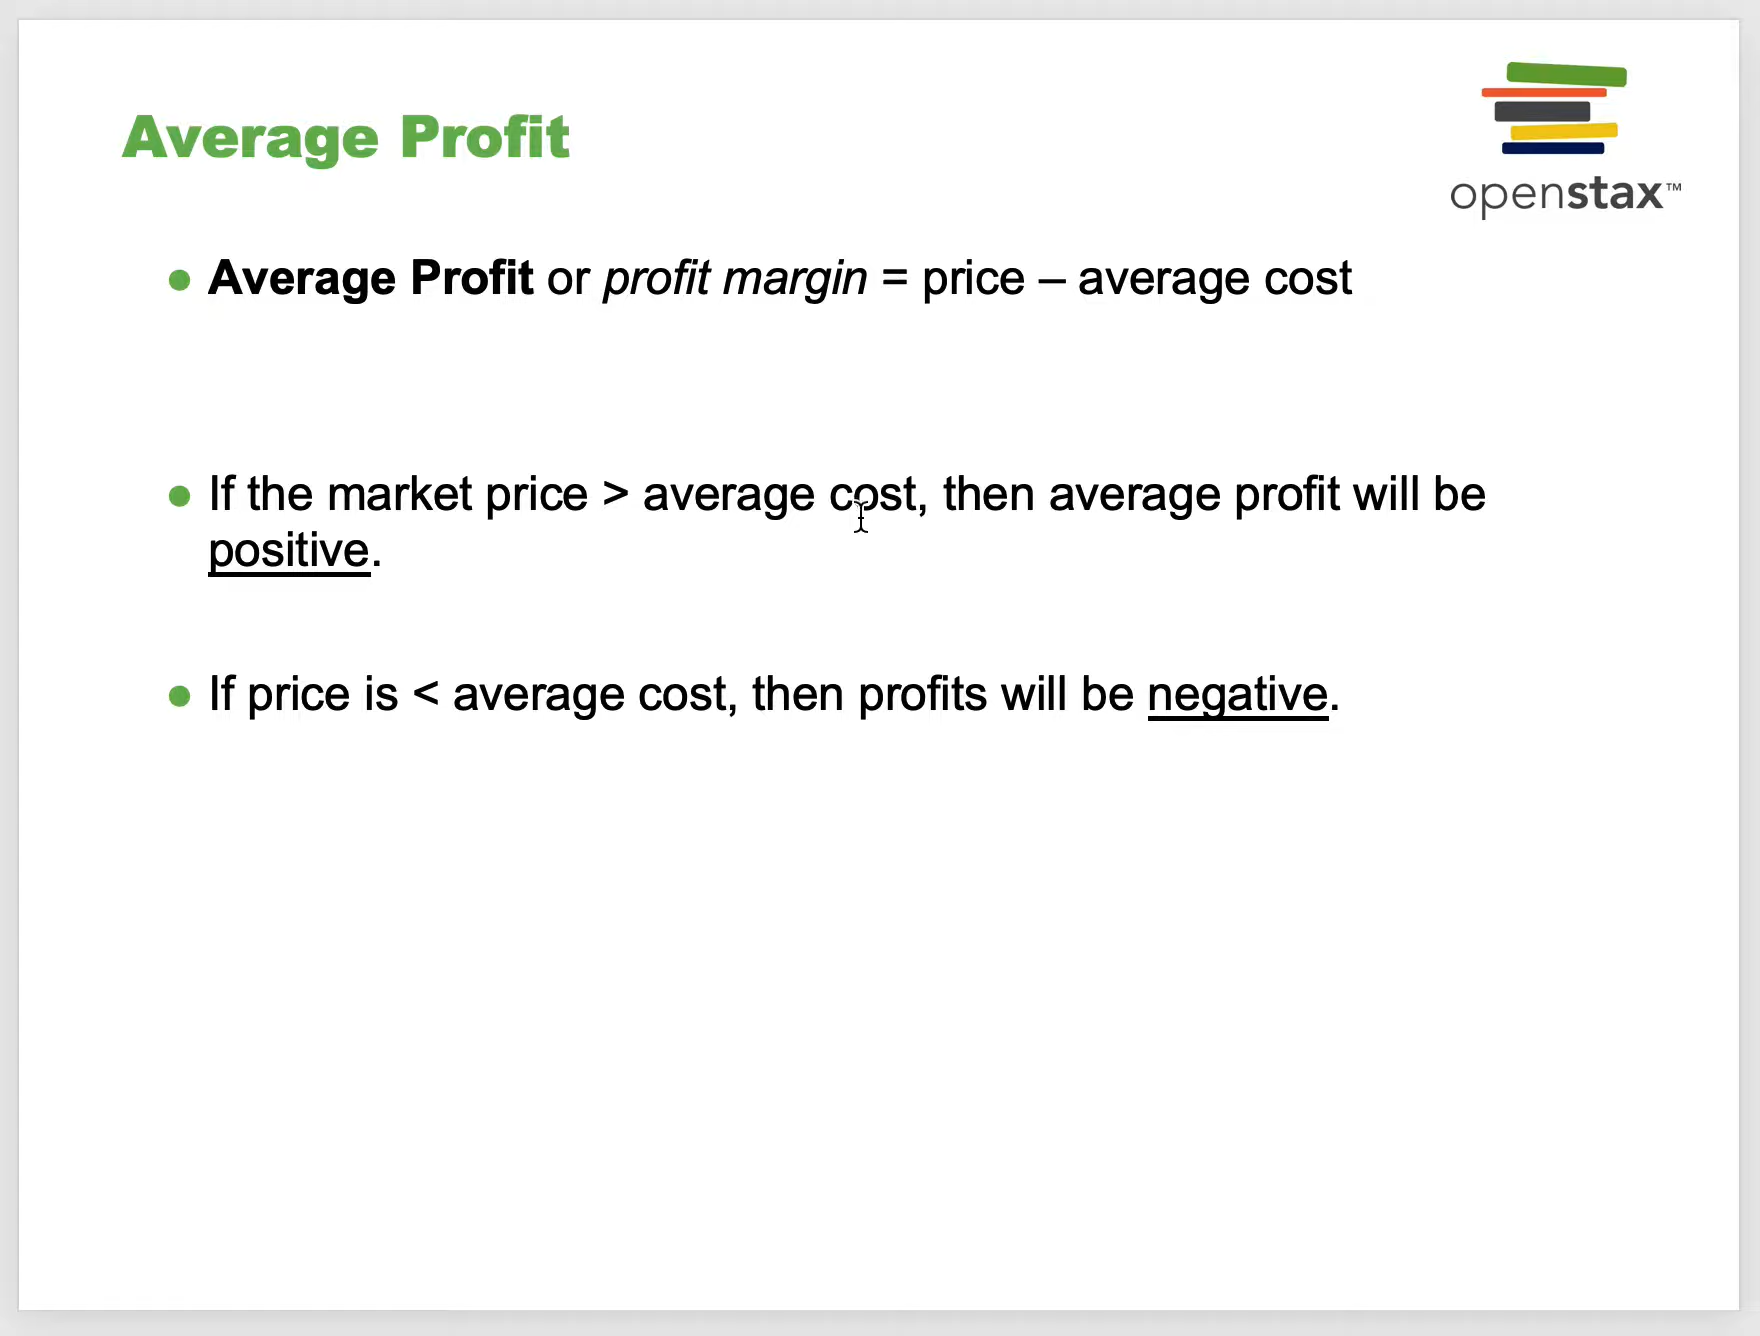 Average Profit
openstax™
Average Profit or profit margin = price – average cost
If the market price > average cost, then average profit will be
positive.
If price is < average cost, then profits will be negative.